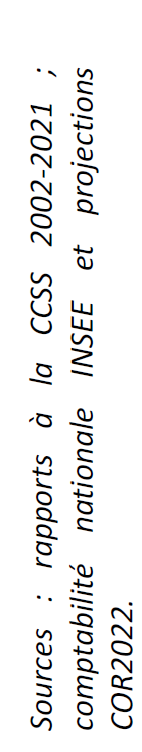 Sources : rapports à la CCSS 2002-2021 ;
comptabilité nationale INSEE et projections
COR2022.